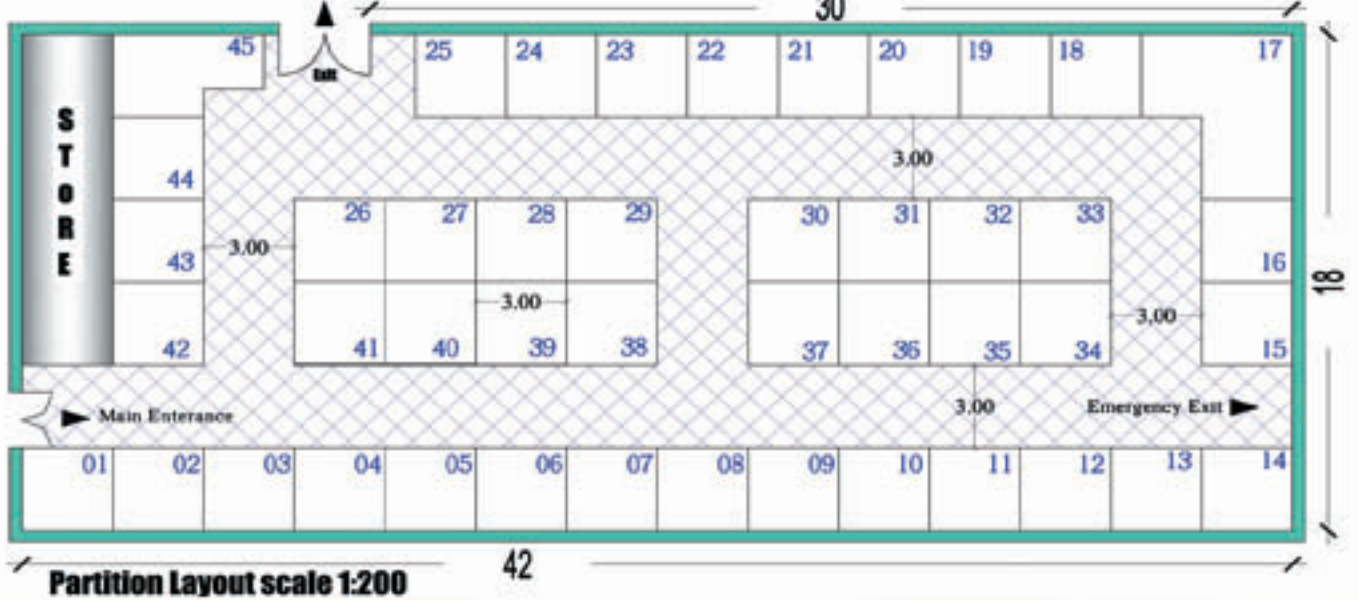 30
45
25 24 23 22 21 20 19 18 17
Exit
STORE
3.00
44
26 27 28 29 30 31 32 33
3.00
43
16
18
3.00
3,00
42
41 40 39 38 37 36 35 34
15
Main Enterance
3.00
Emergency Exit
01 02 03 04 05 06 07 08 09 10 11 12 13 14
42
Partition Layout scale 1:200